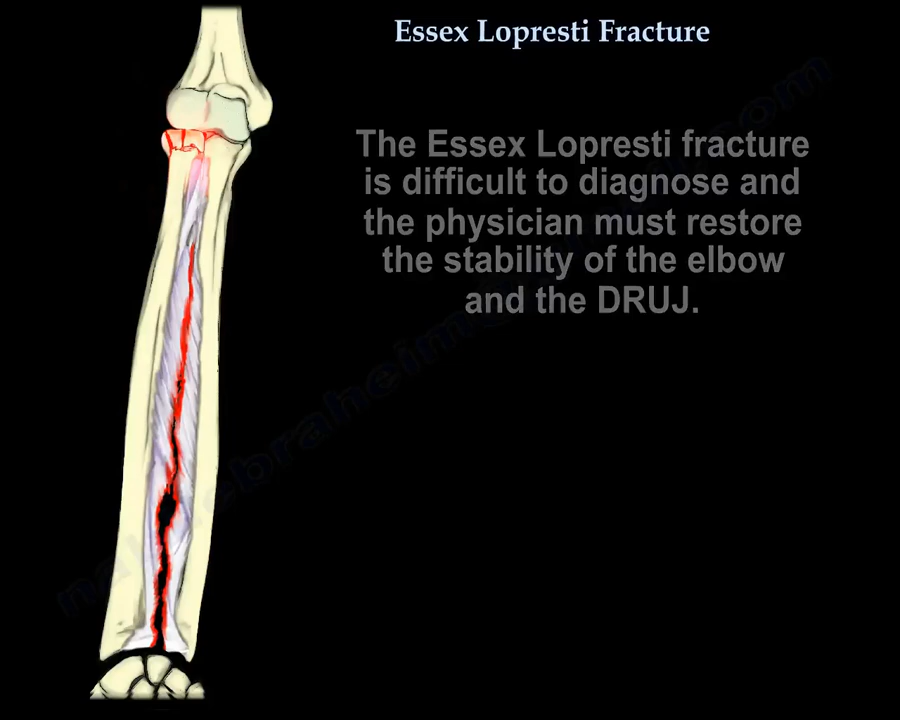 Essex Lopresti Fracture
The Essex Lopresti fracture
is difficult to diagnose and
the physician must restore
the stability of the elbow
and the DRUJ.